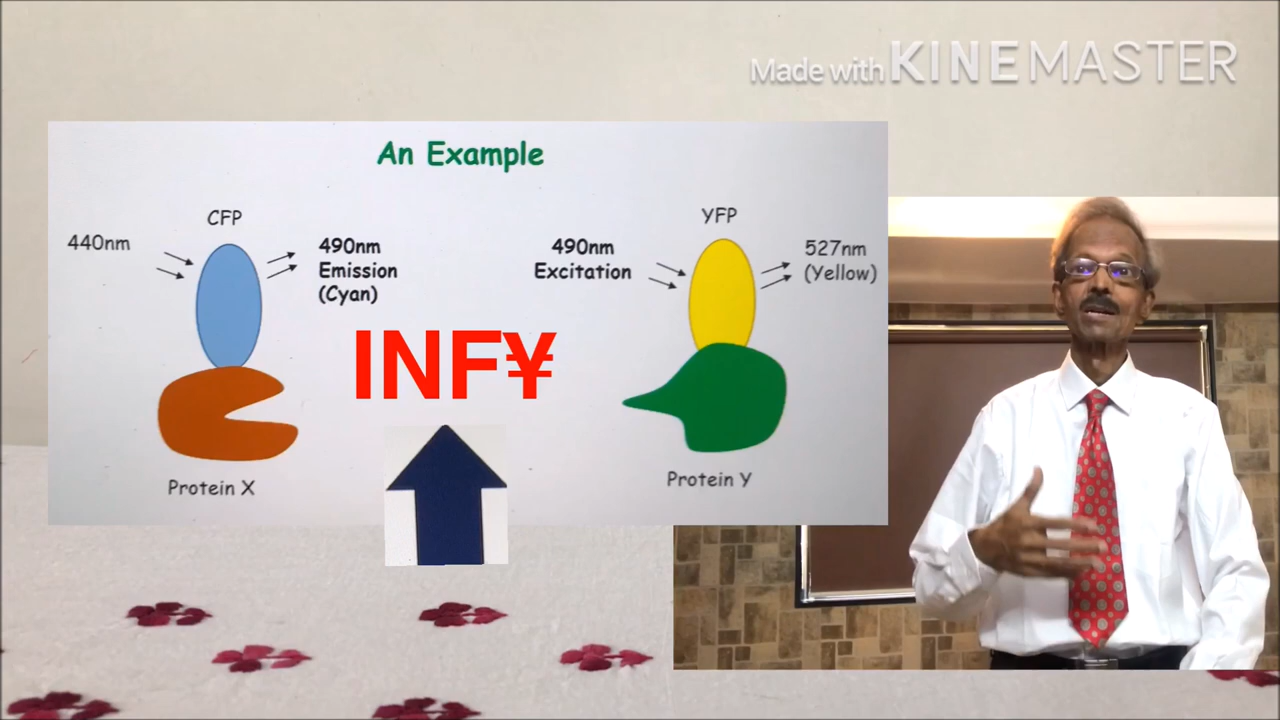 Made with KINEMASTER
An Example
CFP
YFP
440nm
490nm
Emission
(Cyan)
490nm
Excitation
527nm
(Yellow)
INF¥
Protein X
Protein Y